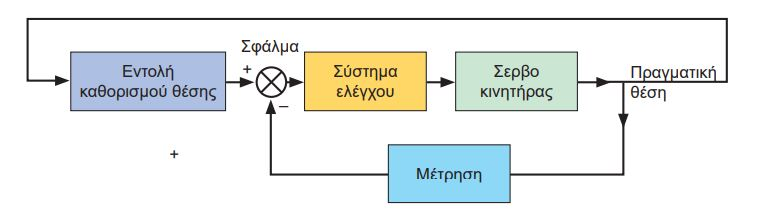 Σφάλμα
Εντολή
καθορισμού θέσης
+
−
Σύστημα
ελέγχου
Σερβο
κινητήρας
Πραγματική
θέση
+
Μέτρηση